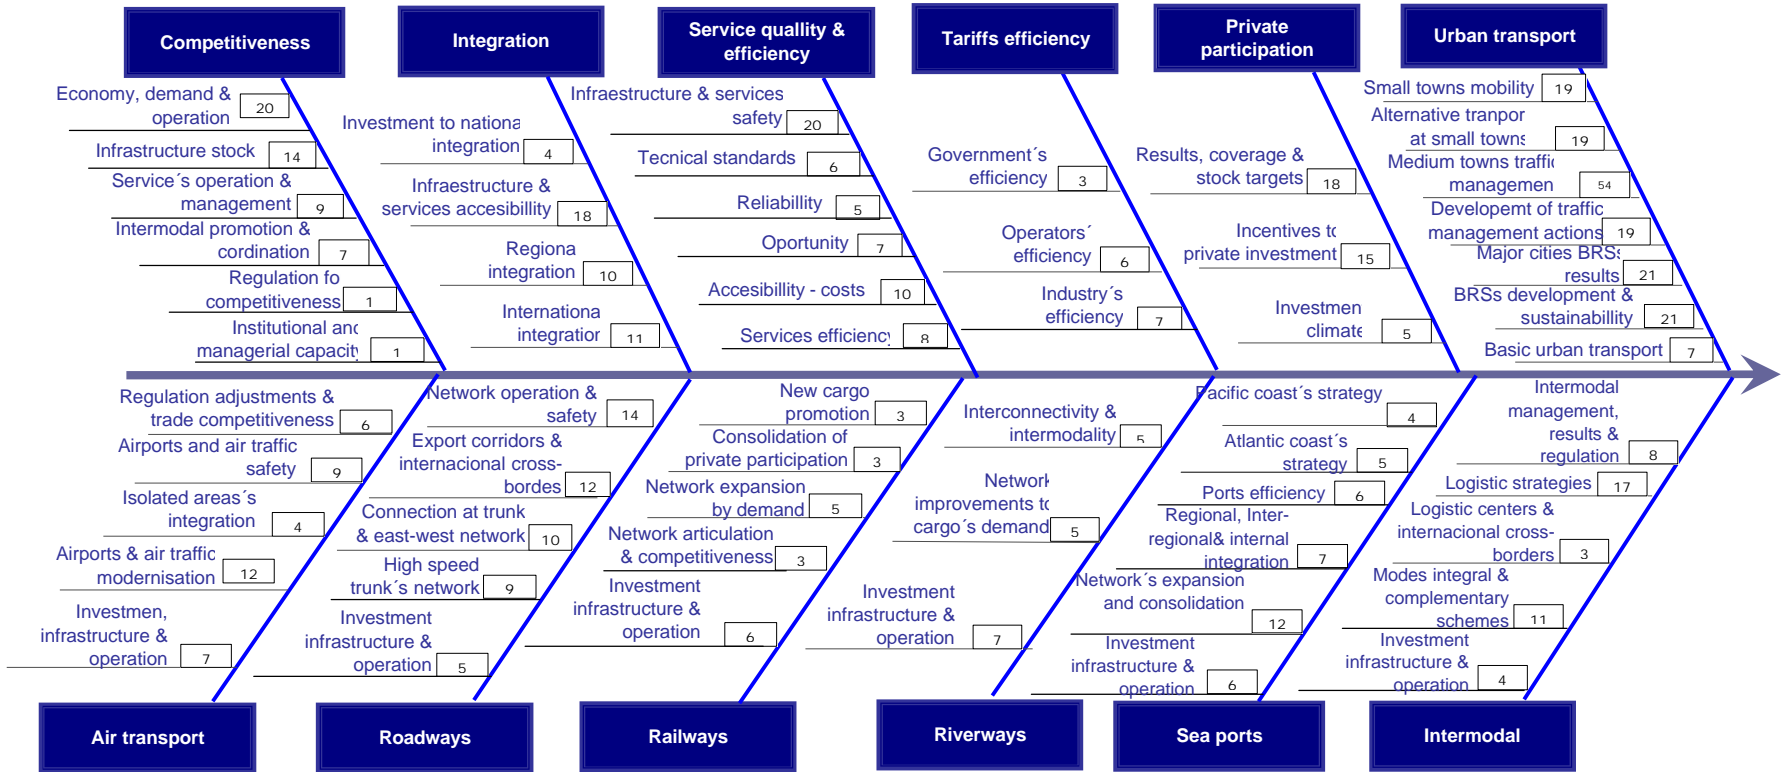 Competitiveness
Economy, demand &
operation
20
Infrastructure stock
14
Service´s operation &
management
9
Intermodal promotion &
cordination
7
Regulation fo
competitiveness
1
Institutional and
managerial capacity
1
Integration
Investment to nationa
integration
4
Infraestructure &
services accesibillity
18
Regiona
integration
10
Internationa
integration
11
Service quallity &
efficiency
Infraestructure & services
safety
20
Tecnical standards
6
Reliabillity
5
Oportunity
7
Accesibillity - costs
10
Services efficiency
8
Tariffs efficiency
Government´s
efficiency
3
Operators´
efficiency
6
Industry´s
efficiency
7
Private
participation
Results, coverage &
stock targets
18
Incentives to
private investment
15
Investmen
climate
5
Urban transport
Small towns mobility
19
Alternative tranpor
at small towns
19
Medium towns traffic
managemen
54
Developemt of traffic
management actions
19
Major cities BRSs
results
21
BRSs development &
sustainabillity
21
Basic urban transport
7
Regulation adjustments &
trade competitiveness
6
Airports and air traffic
safety
9
Isolated areas´s
integration
4
Airports & air traffic
modernisation
12
Investmen,
infrastructure &
operation
7
Air transport
Network operation &
safety
14
Export corridors &
internacional cross-
bordes
12
Connection at trunk
& east-west network
10
High speed
trunk´s network
9
Investment
infrastructure &
operation
5
Roadways
New cargo
promotion
3
Consolidation of
private participation
3
Network expansion
by demand
5
Network articulation
& competitiveness
3
Investment
infrastructure &
operation
6
Railways
Interconnectivity &
intermodality
5
Network
improvements to
cargo´s demand
5
Investment
infrastructure &
operation
7
Riverways
Pacific coast´s strategy
4
Atlantic coast´s
strategy
5
Ports efficiency
6
Regional, Inter-
regional& internal
integration
7
Network´s expansion
and consolidation
12
Investment
infrastructure &
operation
6
Sea ports
Intermodal
management,
results &
regulation
8
Logistic strategies
17
Logistic centers &
internacional cross-
borders
3
Modes integral &
complementary
schemes
11
Investment
infrastructure &
operation
4
Intermodal